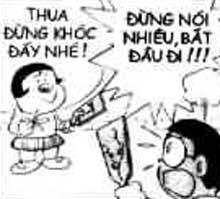 THUA
ĐỪNG KHÓC
ĐẤY NHÉ!
ĐỪNG NÓI
NHIỀU, BẮT
ĐẦU ĐI!!!